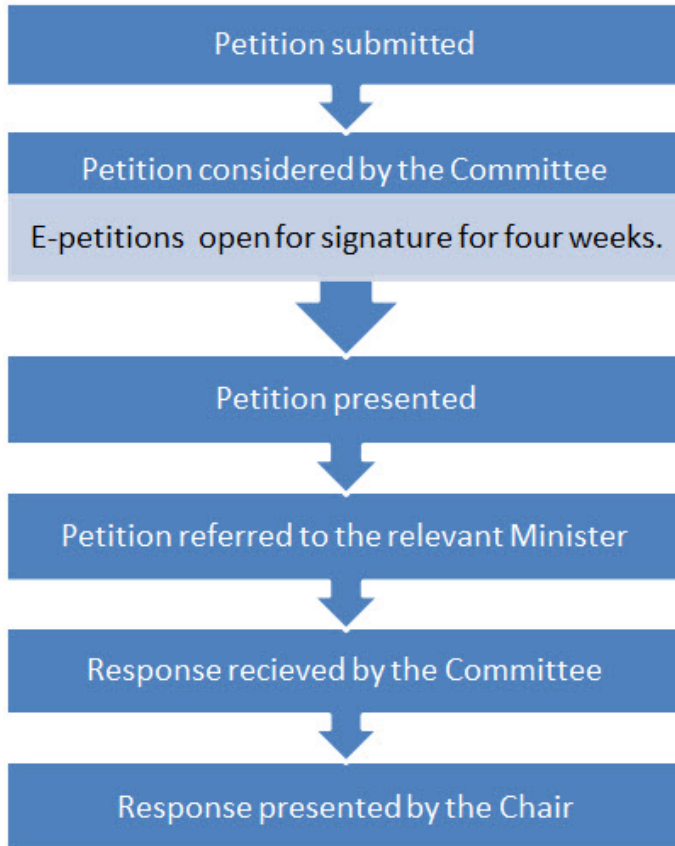 Petition submitted
Petition considered by the Committee
E-petitions open for signature for four weeks.
Petition presented
Petition referred to the relevant Minister
Response recieved by the Committee
Response presented by the Chair